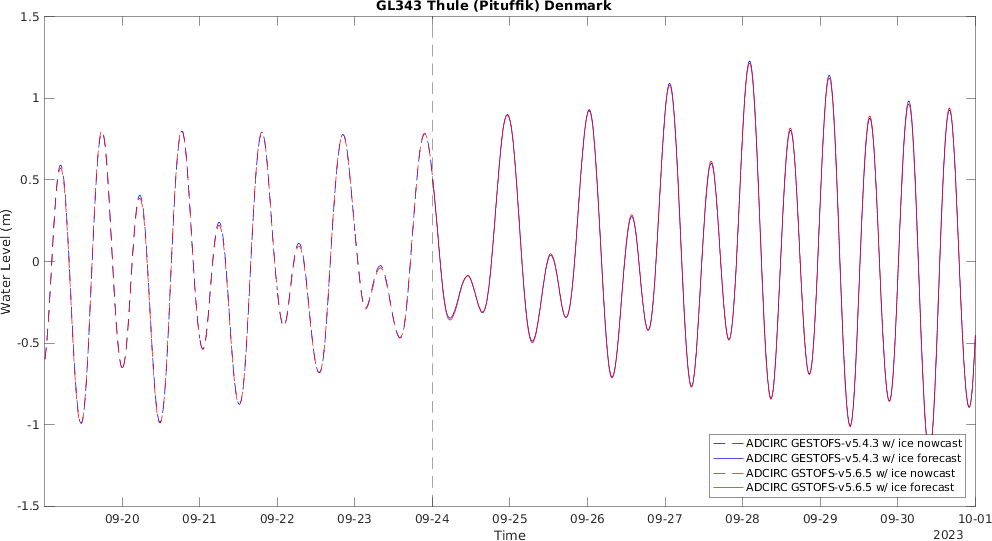 GL343 Thule (Pituffik) Denmark
1.5
1
0.5
0
-0.5
-1
-1.5
Water Level (m)
ADCIRC GESTOFS-v5.4.3 w/ ice nowcast
ADCIRC GESTOFS-v5.4.3 w/ ice forecast
ADCIRC GSTOFS-v5.6.5 w/ ice nowcast
ADCIRC GSTOFS-v5.6.5 w/ ice forecast
09-20 09-21 09-22 09-23 09-24 09-25 09-26 09-27 09-28 09-29 09-30 10-01
Time
2023